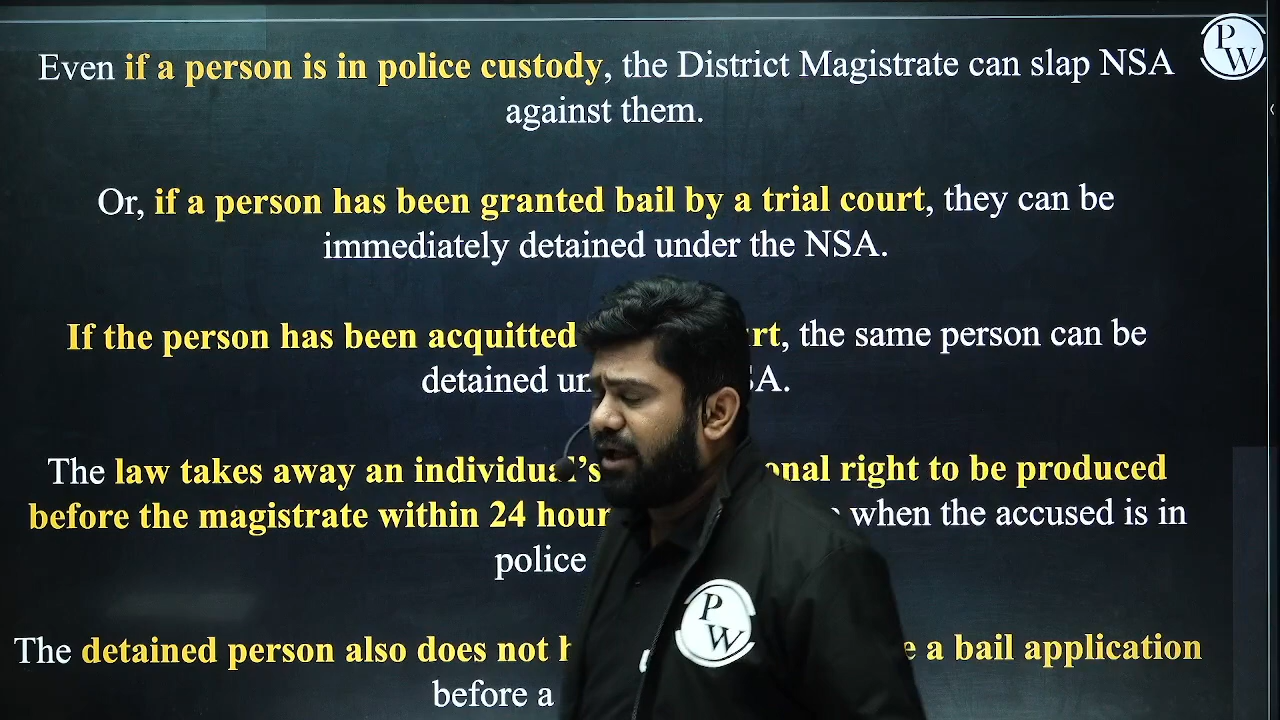 Even if a person is in police custody, the District Magistrate can slap NSA
against them.
Or, if a person has been granted bail by a trial court, they can be
immediately detained under the NSA.
If the person has been acquitted , the same person can be
detained
The law takes away an individual's right to be produced
before the magistrate within 24 when the accused is in
police
The detained person also does not a bail application
before a
PW
PW